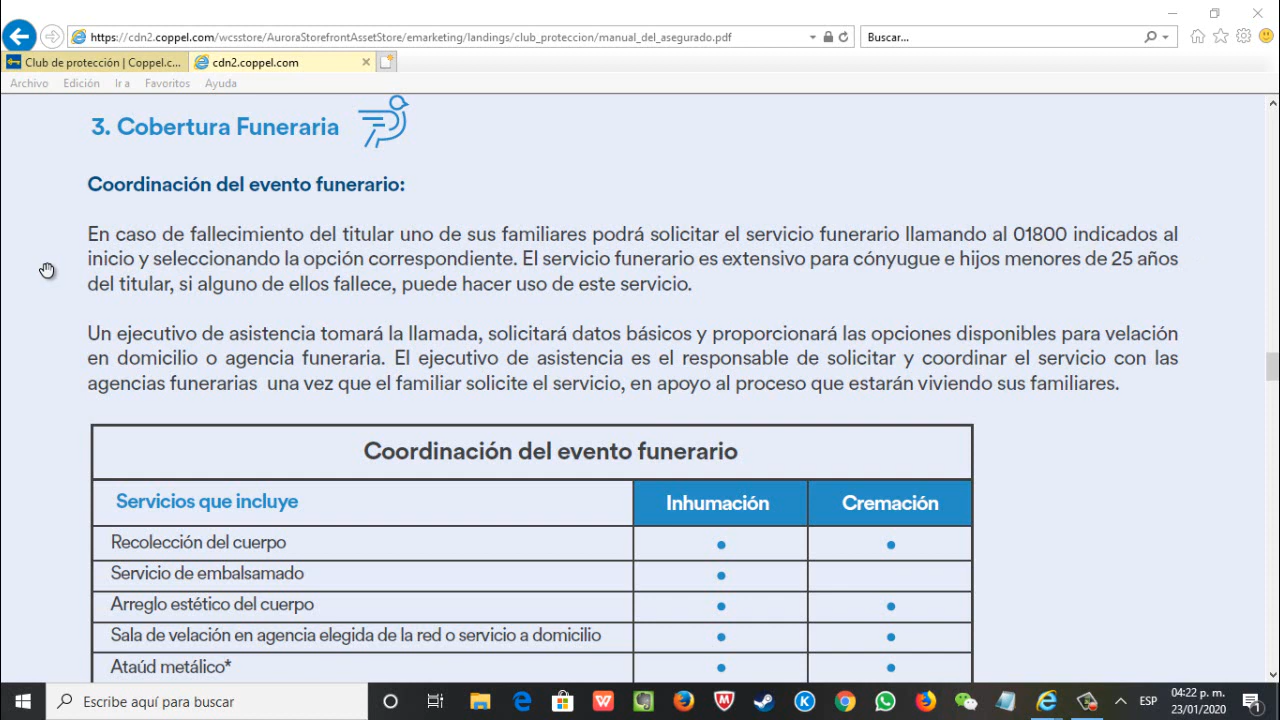 https://cdn2.coppel.com/wcsstore/AuroraStorefrontAssetStore/emarketing/landings/club_proteccion/manual_del_asegurado.pdf
Buscar...
Club de protección | Coppel.c...
cdn2.coppel.com
Archivo Edición Ir a Favoritos Ayuda
3. Cobertura Funeraria
Coordinación del evento funerario:
En caso de fallecimiento del titular uno de sus familiares podrá solicitar el servicio funerario llamando al 01800 indicados al
inicio y seleccionando la opción correspondiente. El servicio funerario es extensivo para cónyugue e hijos menores de 25 años
del titular, si alguno de ellos fallece, puede hacer uso de este servicio.
Un ejecutivo de asistencia tomará la llamada, solicitará datos básicos y proporcionará las opciones disponibles para velación
en domicilio o agencia funeraria. El ejecutivo de asistencia es el responsable de solicitar y coordinar el servicio con las
agencias funerarias una vez que el familiar solicite el servicio, en apoyo al proceso que estarán viviendo sus familiares.
Coordinación del evento funerario
Servicios que incluye Inhumación Cremación
Recolección del cuerpo • •
Servicio de embalsamado •
Arreglo estético del cuerpo • •
Sala de velación en agencia elegida de la red o servicio a domicilio • •
Ataúd metálico* • •
Escribe aquí para buscar
ESP
04:22 p. m.
23/01/2020
1